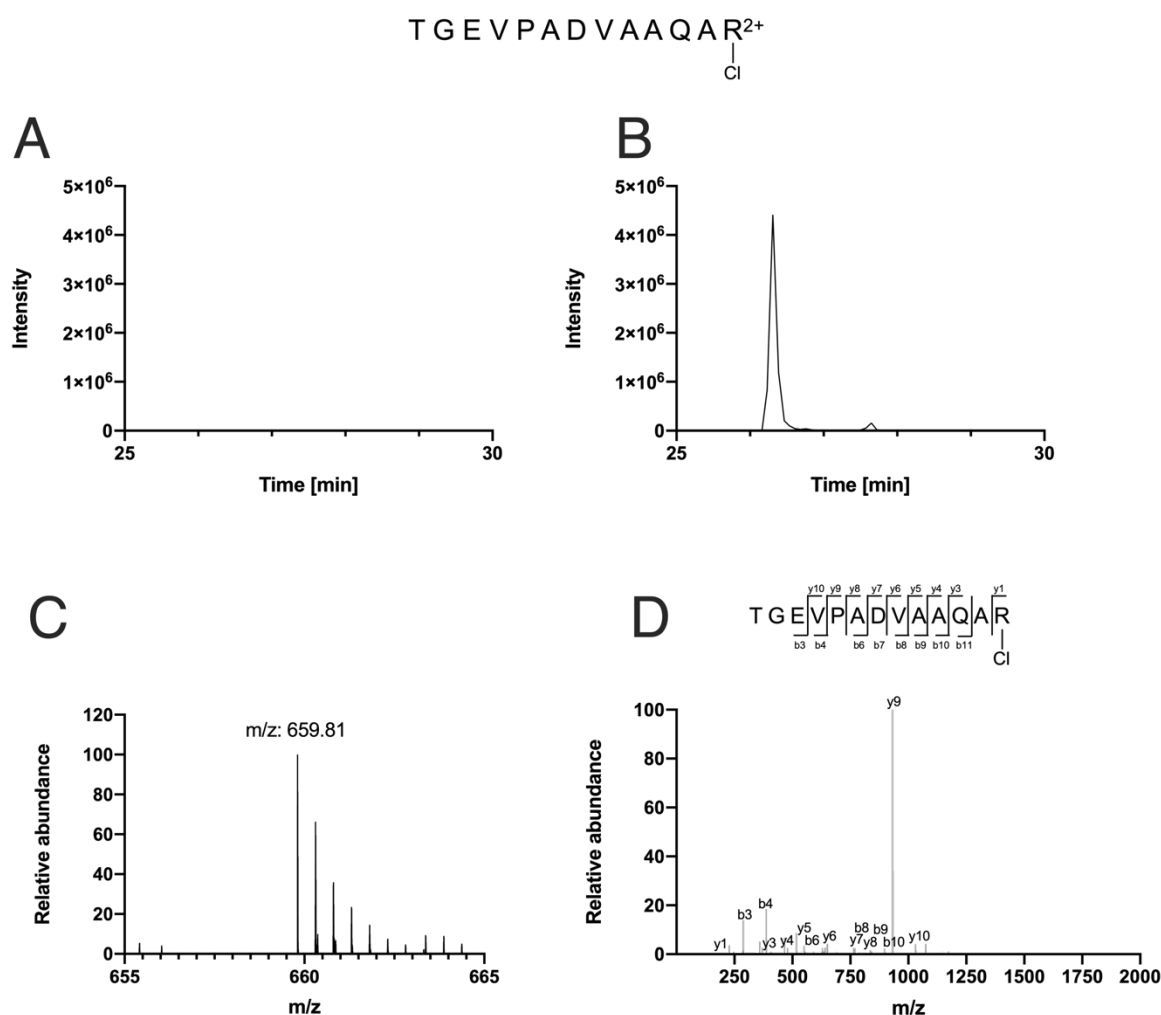 TGEVPADVAAQAR2+
Cl
A
5×10⁶
4×10⁶
3×10⁶
2×10⁶
1×10⁶
0
Intensity
25
30
Time [min]
B
5×10⁶
4×10⁶
3×10⁶
2×10⁶
1×10⁶
0
Intensity
25
30
Time [min]
C
m/z: 659.81
120
100
80
60
40
20
0
Relative abundance
655
660
665
m/z
D
y10 y9 y8 y7 y6 y5 y4 y3 y1
TGEVPADVAAQAR
b3 b4 b6 b7 b8 b9 b10 b11
Cl
100
80
60
40
20
0
Relative abundance
y9
b3
b4
y1
y3
y4
y5
b6
y6
b8
y7
y8
b9
b10
y10
250 500 750 1000 1250 1500 1750 2000
m/z